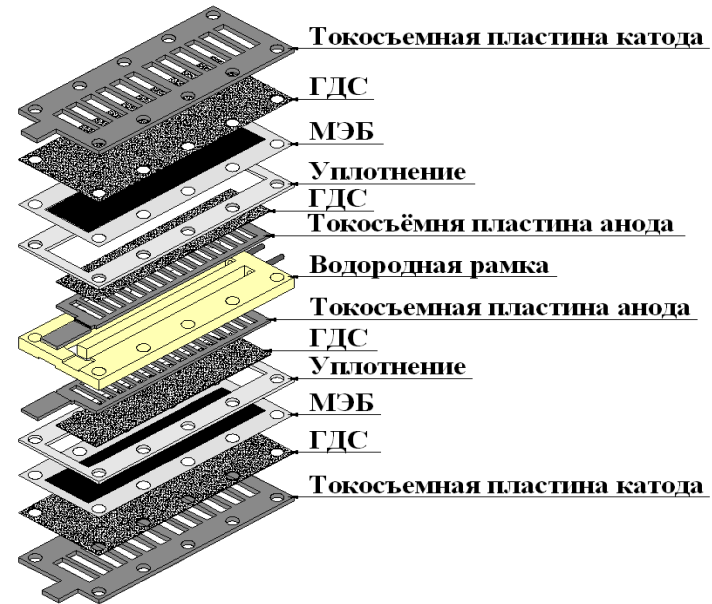 Токосъемная пластина катода
ГДС
МЭБ
Уплотнение
ГДС
Токосъёмня пластина анода
Водородная рамка
Токосъемная пластина анода
ГДС
Уплотнение
МЭБ
ГДС
Токосъемная пластина катода